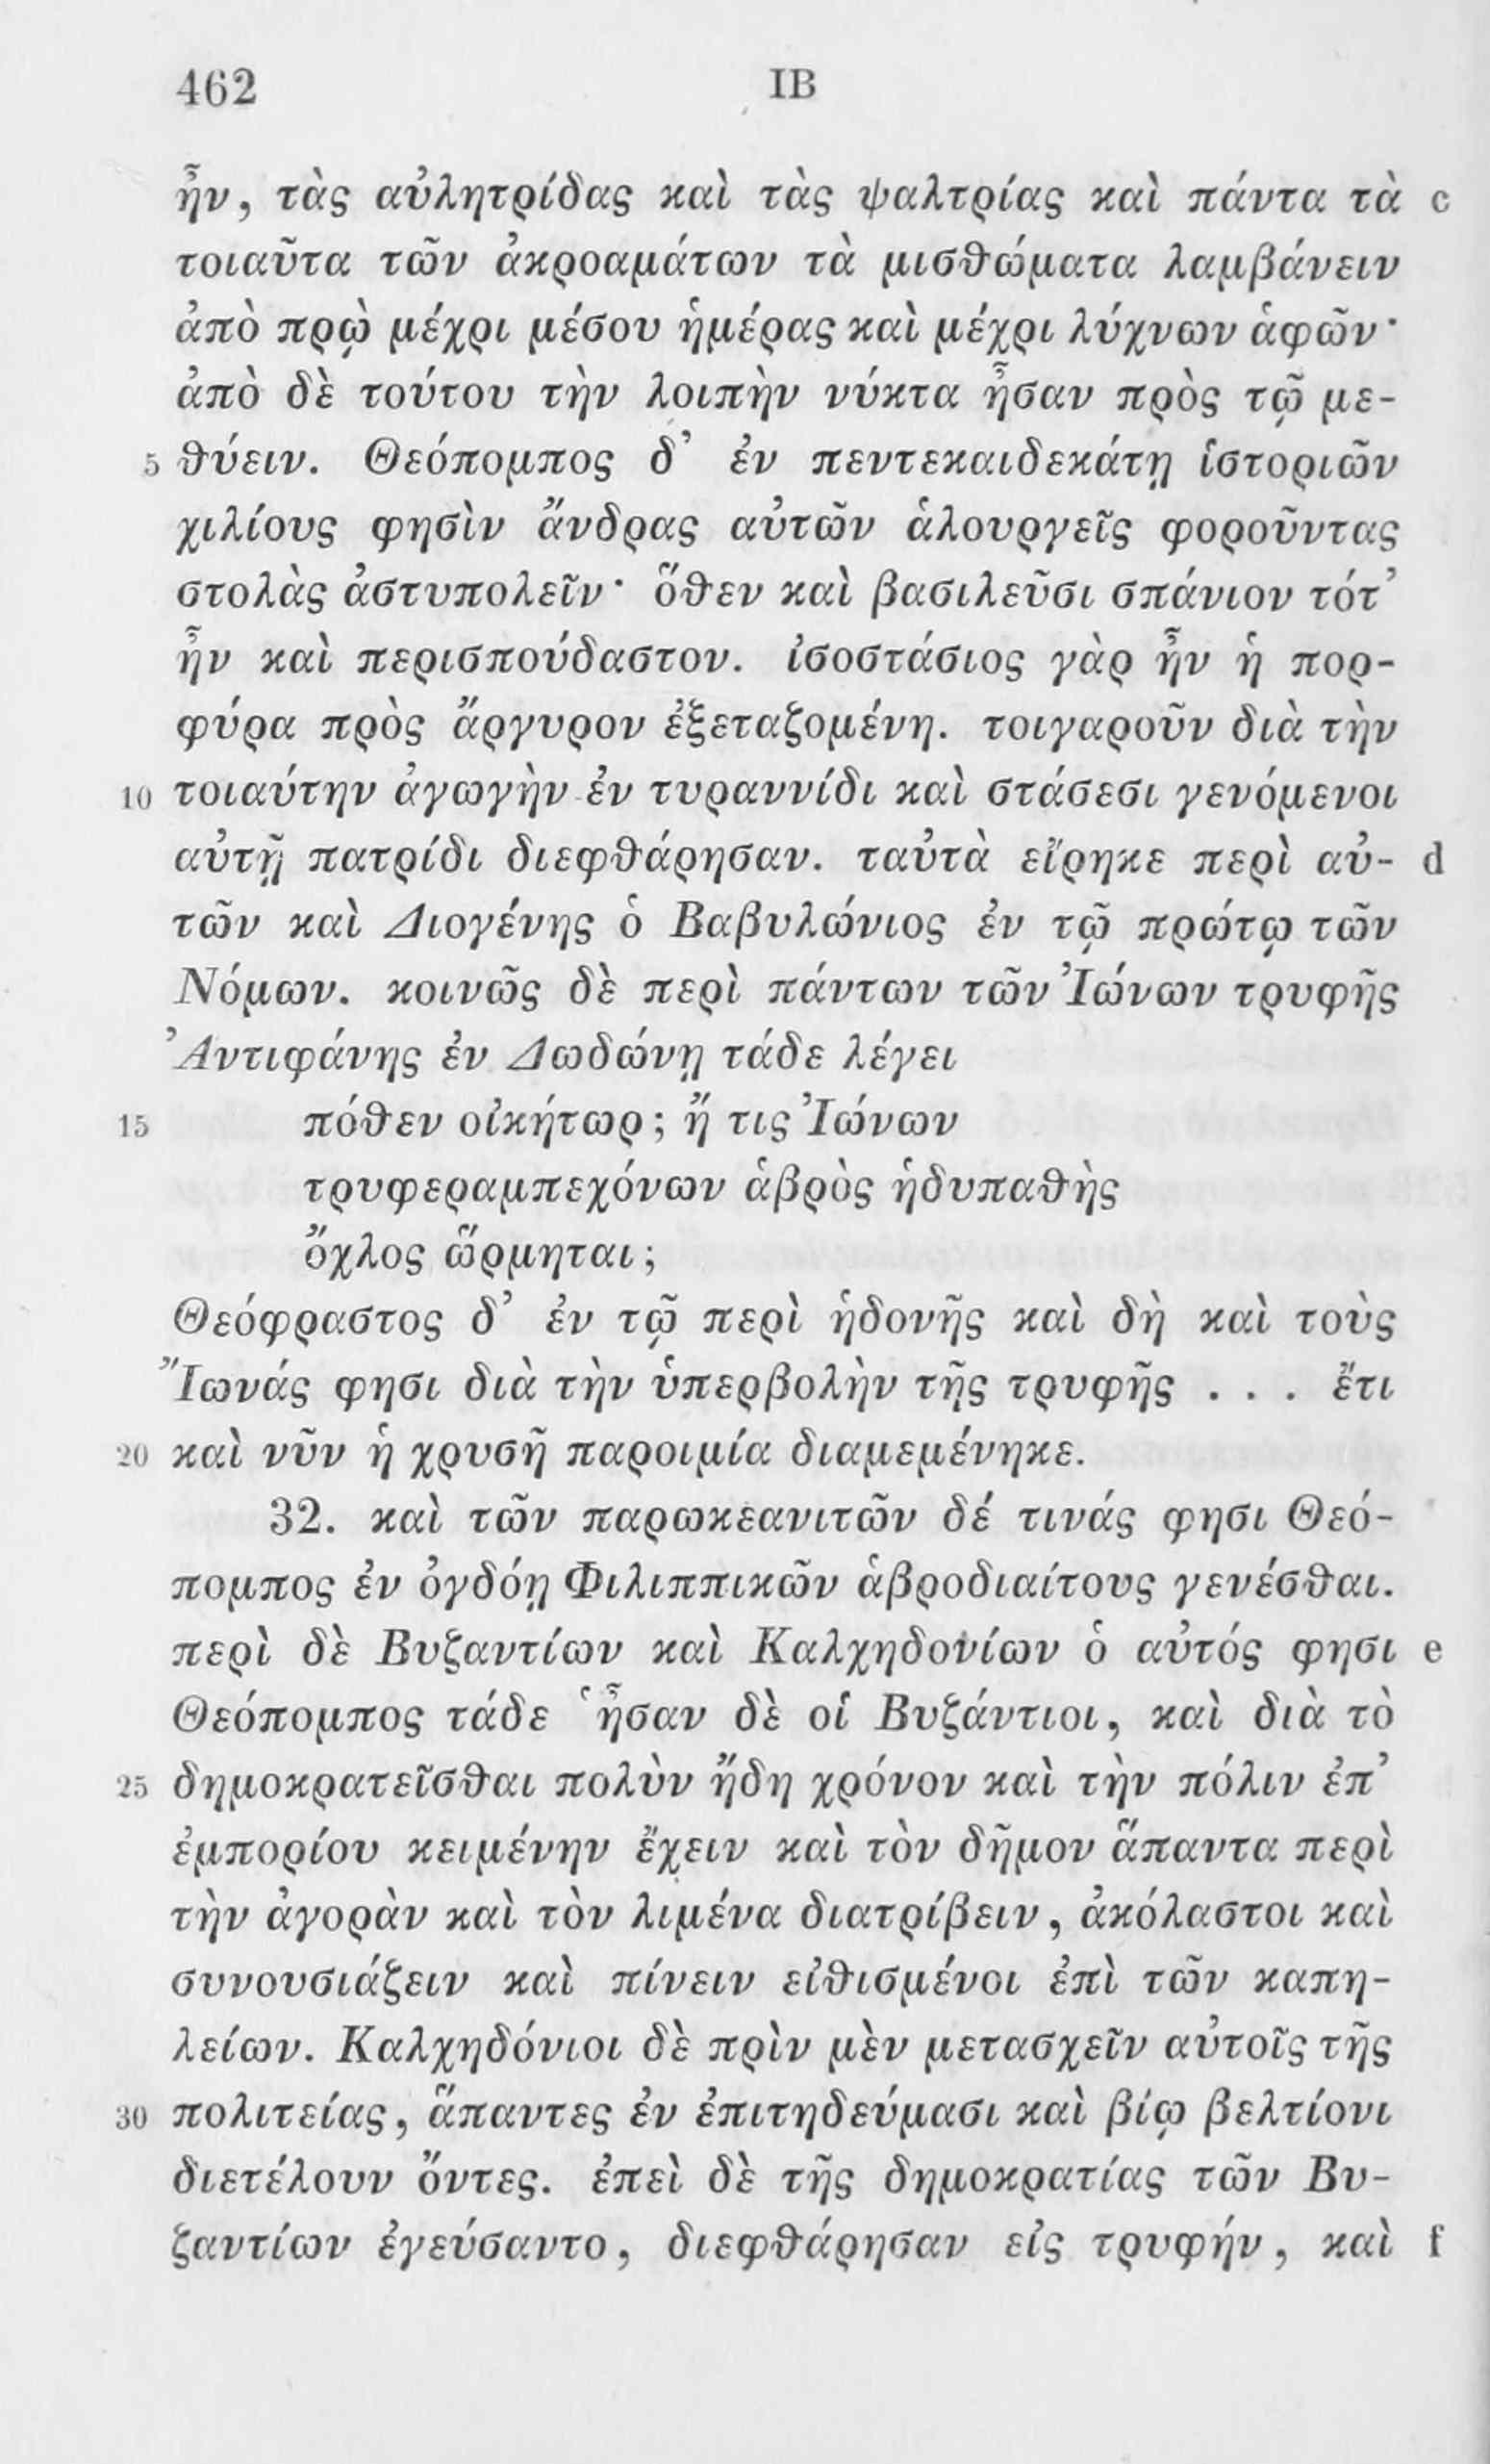 462 ΙΒ
ἦν, τὰς αὐλητρίδας καὶ τὰς ψαλτρίας καὶ πάντα τὰ c
τοιαῦτα τῶν ἀκροαμάτων τὰ μισθώματα λαμβάνειν
ἀπὸ πρῲ μέχρι μέσου ἡμέρας καὶ μέχρι λύχνων ἁφῶν·
ἀπὸ δὲ τούτου τὴν λοιπὴν νύκτα ἦσαν πρὸς τῷ με-
5 θύειν. Θεόπομπος δ’ ἐν πεντεκαιδεκάτῃ ἱστοριῶν
χιλίους φησὶν ἄνδρας αὐτῶν ἁλουργεῖς φοροῦντας
στολὰς ἀστυπολεῖν· ὅθεν καὶ βασιλεῦσι σπάνιον τότ’
ἦν καὶ περισπούδαστον. ἰσοστάσιος γὰρ ἦν ἡ πορ-
φύρα πρὸς ἄργυρον ἐξεταζομένη. τοιγαροῦν διὰ τὴν
10 τοιαύτην ἀγωγὴν ἐν τυραννίδι καὶ στάσεσι γενόμενοι
αὐτῇ πατρίδι διεφθάρησαν. ταὐτὰ εἴρηκε περὶ αὐ- d
τῶν καὶ Διογένης ὁ Βαβυλώνιος ἐν τῷ πρώτῳ τῶν
Νόμων. κοινῶς δὲ περὶ πάντων τῶν Ἰώνων τρυφῆς
Ἀντιφάνης ἐν Δωδώνῃ τάδε λέγει
15 πόθεν οἰκήτωρ; ἤ τις Ἰώνων
τρυφεραμπεχόνων ἁβρὸς ἡδυπαθὴς
ὄχλος ὥρμηται;
Θεόφραστος δ’ ἐν τῷ περὶ ἡδονῆς καὶ δὴ καὶ τοὺς
Ἴωνάς φησι διὰ τὴν ὑπερβολὴν τῆς τρυφῆς . . . ἔτι
20 καὶ νῦν ἡ χρυσῆ παροιμία διαμεμένηκε.
32. καὶ τῶν παρωκεανιτῶν δέ τινάς φησι Θεό-
πομπος ἐν ὀγδόῃ Φιλιππικῶν ἁβροδιαίτους γενέσθαι.
περὶ δὲ Βυζαντίων καὶ Καλχηδονίων ὁ αὐτός φησι e
Θεόπομπος τάδε ‘ἦσαν δὲ οἱ Βυζάντιοι, καὶ διὰ τὸ
25 δημοκρατεῖσθαι πολὺν ἤδη χρόνον καὶ τὴν πόλιν ἐπ’
ἐμπορίου κειμένην ἔχειν καὶ τὸν δῆμον ἅπαντα περὶ
τὴν ἀγορὰν καὶ τὸν λιμένα διατρίβειν, ἀκόλαστοι καὶ
συνουσιάζειν καὶ πίνειν εἰθισμένοι ἐπὶ τῶν καπη-
λείων. Καλχηδόνιοι δὲ πρὶν μὲν μετασχεῖν αὐτοῖς τῆς
30 πολιτείας, ἅπαντες ἐν ἐπιτηδεύμασι καὶ βίῳ βελτίονι
διετέλουν ὄντες. ἐπεὶ δὲ τῆς δημοκρατίας τῶν Βυ-
ζαντίων ἐγεύσαντο, διεφθάρησαν εἰς τρυφήν, καὶ f